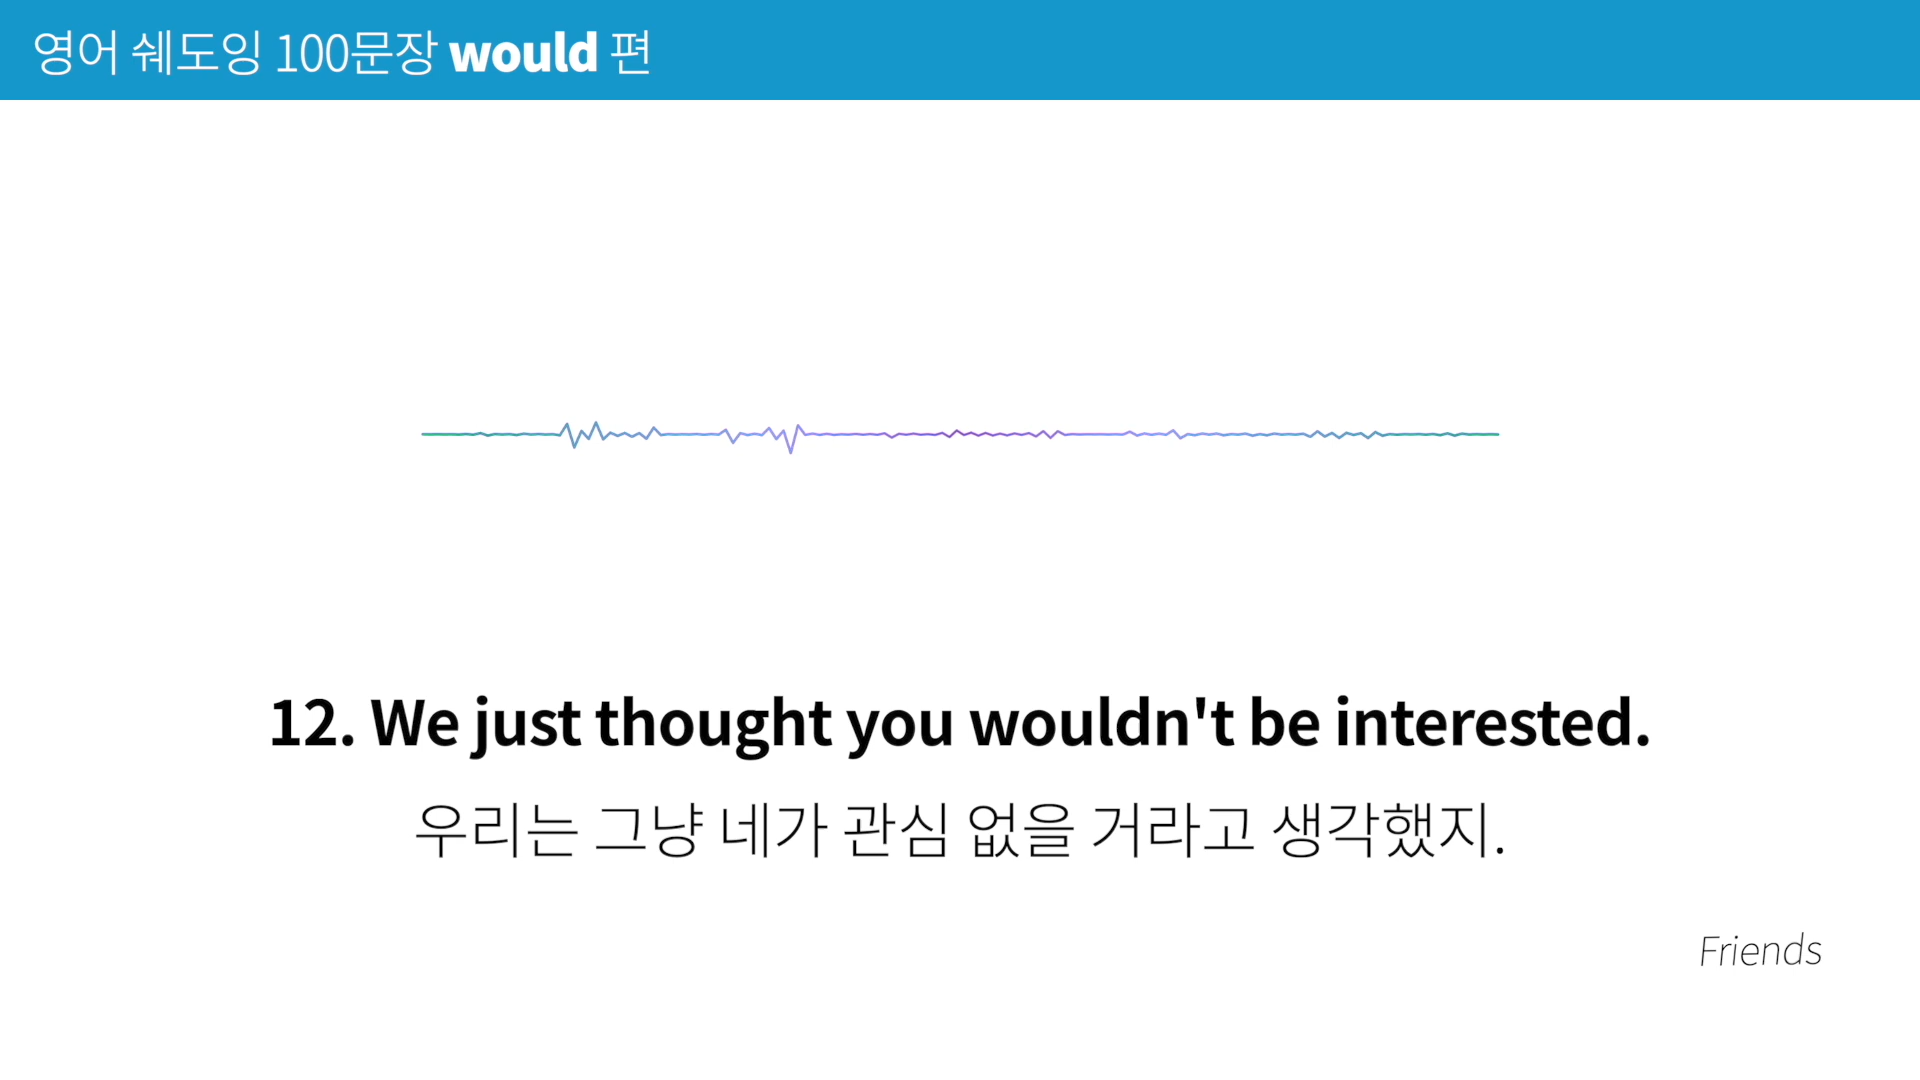 영어 쉐도잉 100문장 would 편
12. We just thought you wouldn't be interested.
우리는 그냥 네가 관심 없을 거라고 생각했지.
Friends